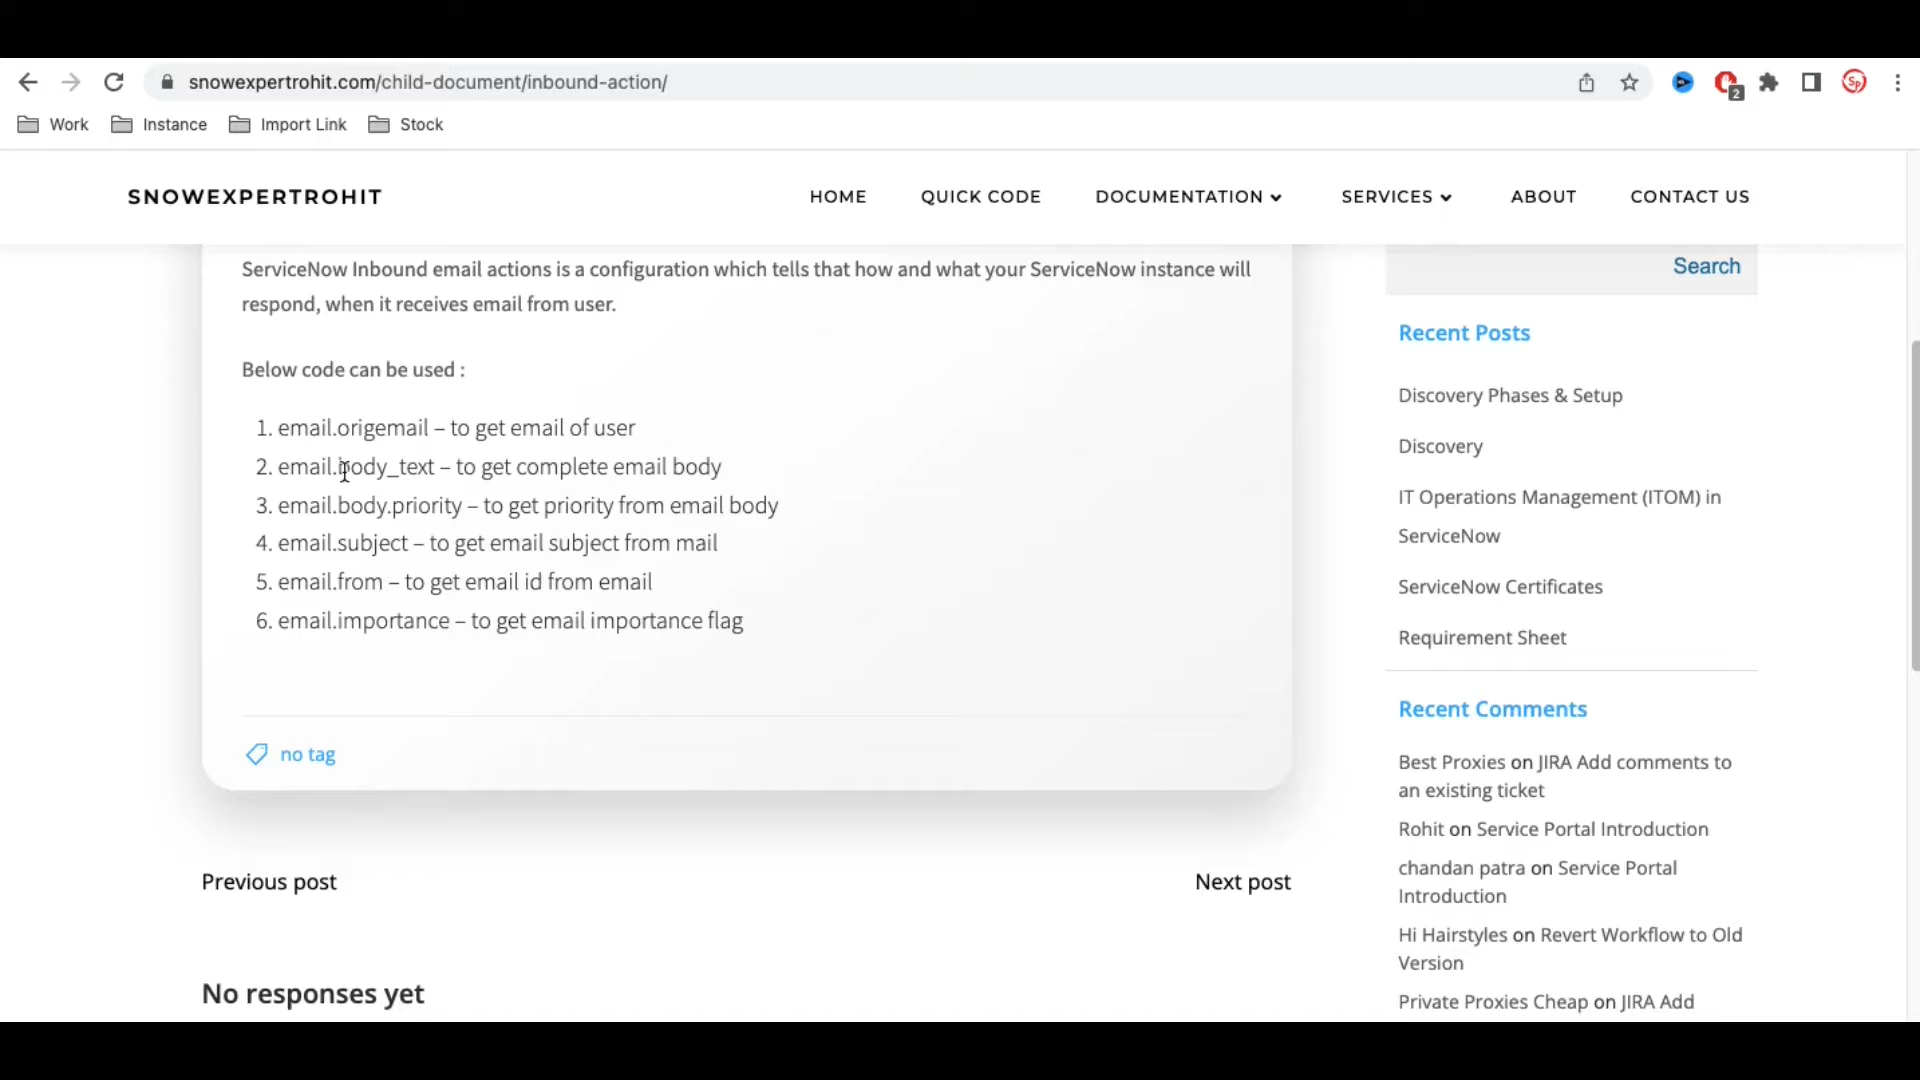 snowexpertrohit.com/child-document/inbound-action/
2
Sp
Work Instance Import Link Stock
SNOWEXPERTROHIT
HOME QUICK CODE DOCUMENTATION SERVICES ABOUT CONTACT US
ServiceNow Inbound email actions is a configuration which tells that how and what your ServiceNow instance will
respond, when it receives email from user.
Below code can be used :
1. email.origemail – to get email of user
2. email.body_text – to get complete email body
3. email.body.priority – to get priority from email body
4. email.subject – to get email subject from mail
5. email.from – to get email id from email
6. email.importance – to get email importance flag
no tag
Previous post
Next post
No responses yet
Search
Recent Posts
Discovery Phases & Setup
Discovery
IT Operations Management (ITOM) in
ServiceNow
ServiceNow Certificates
Requirement Sheet
Recent Comments
Best Proxies on JIRA Add comments to
an existing ticket
Rohit on Service Portal Introduction
chandan patra on Service Portal
Introduction
Hi Hairstyles on Revert Workflow to Old
Version
Private Proxies Cheap on JIRA Add